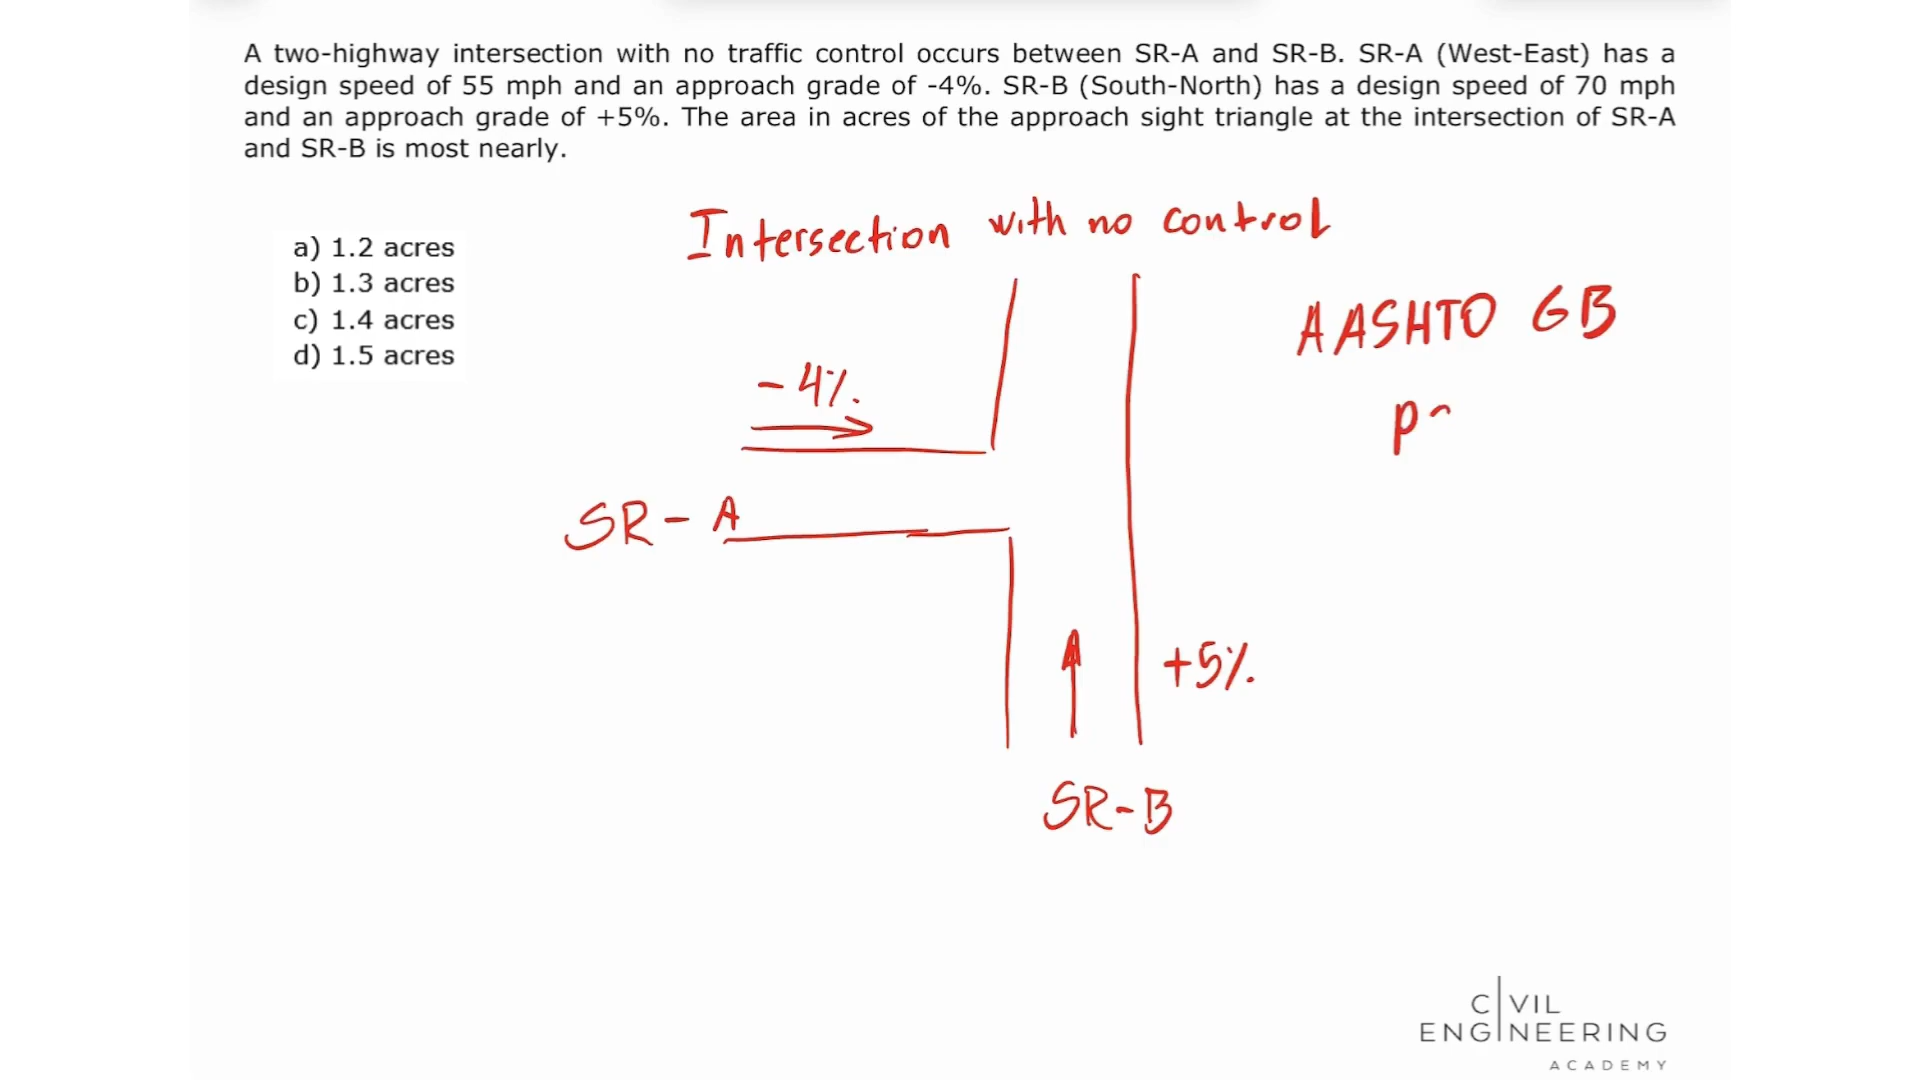 A two-highway intersection with no traffic control occurs between SR-A and SR-B. SR-A (West-East) has a
design speed of 55 mph and an approach grade of -4%. SR-B (South-North) has a design speed of 70 mph
and an approach grade of +5%. The area in acres of the approach sight triangle at the intersection of SR-A
and SR-B is most nearly.
Intersection with no control
a) 1.2 acres
b) 1.3 acres
c) 1.4 acres
d) 1.5 acres
AASHTO GB
- 4%.
p
SR- A
+5%.
SR-B
CIVIL
ENGINEERING
ACADEMY